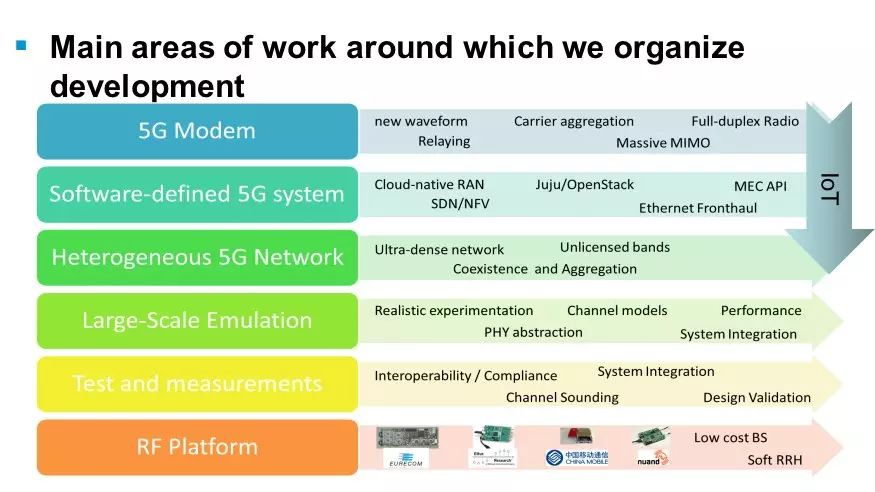 Main areas of work around which we organize
development
5G Modem
new waveform Carrier aggregation Full-duplex Radio
Relaying Massive MIMO
IoT
Software-defined 5G system
Cloud-native RAN Juju/OpenStack MEC API
SDN/NFV Ethernet Fronthaul
Heterogeneous 5G Network
Ultra-dense network Unlicensed bands
Coexistence and Aggregation
Large-Scale Emulation
Realistic experimentation Channel models Performance
PHY abstraction System Integration
Test and measurements
Interoperability / Compliance System Integration
Channel Sounding Design Validation
RF Platform
Low cost BS
Soft RRH
EURECOM
Ettus
Research
中国移动通信
CHINA MOBILE
nuand